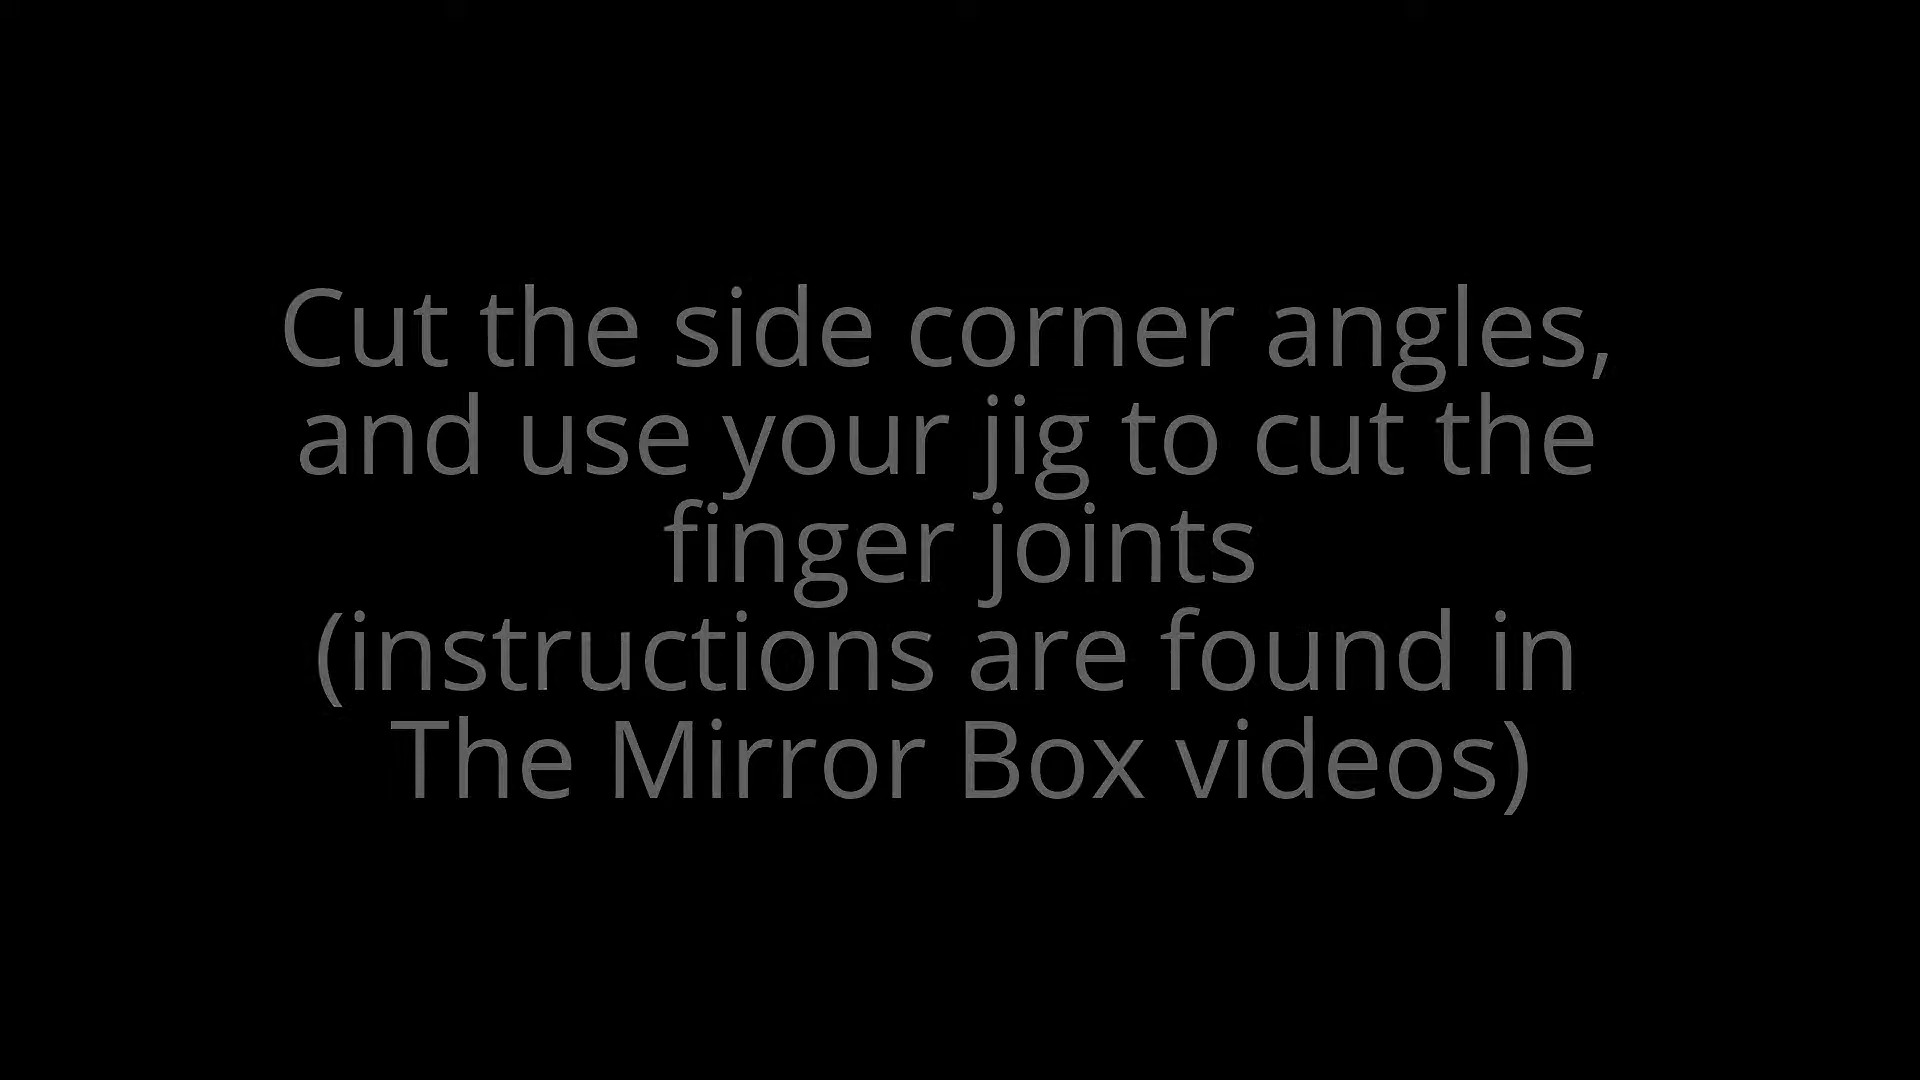 Cut the side corner angles,
and use your jig to cut the
finger joints
(instructions are found in
The Mirror Box videos)